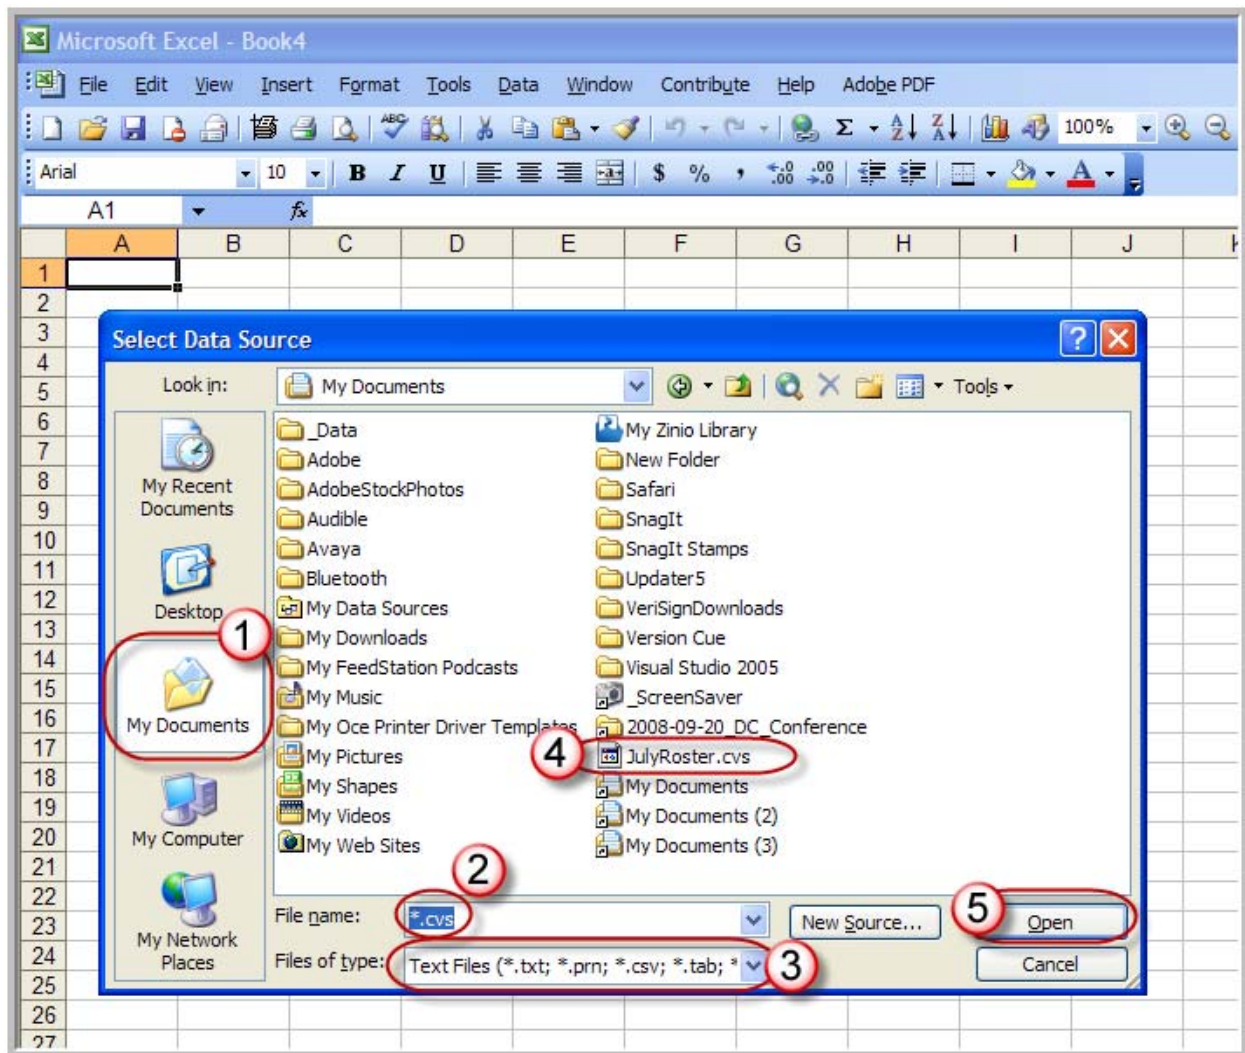 Microsoft Excel - Book4
File Edit View Insert Format Tools Data Window Contribute Help Adobe PDF
ABC Σ A Z Z A 100%
Arial 10 B I U a $ % , .0 .00 .00 .0 A
A1 fx
A B C D E F G H I J
1
2
3
4
5
6
7
8
9
10
11
12
13
14
15
16
17
18
19
20
21
22
23
24
25
26
27
Select Data Source ?
Look in: My Documents Tools
My Recent Documents
Desktop
1
My Documents
My Computer
My Network Places
_Data
Adobe
AdobeStockPhotos
Audible
Avaya
Bluetooth
My Data Sources
My Downloads
My FeedStation Podcasts
My Music
My Oce Printer Driver Templates
My Pictures
My Shapes
My Videos
My Web Sites
My Zinio Library
New Folder
Safari
SnagIt
SnagIt Stamps
Updater5
VeriSignDownloads
Version Cue
Visual Studio 2005
_ScreenSaver
2008-09-20_DC_Conference
4 JulyRoster.cvs
My Documents
My Documents (2)
My Documents (3)
2
File name: *.cvs New Source... 5 Open
Files of type: Text Files (*.txt; *.prn; *.csv; *.tab; * 3 Cancel